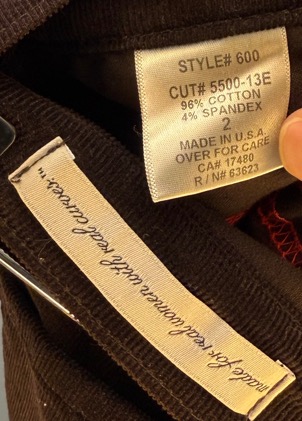 STYLE# 600
CUT# 5500-13E
96% COTTON
4% SPANDEX
2
MADE IN U.S.A.
OVER FOR CARE
CA# 17480
R / N# 63623
made for real women with real curves.™